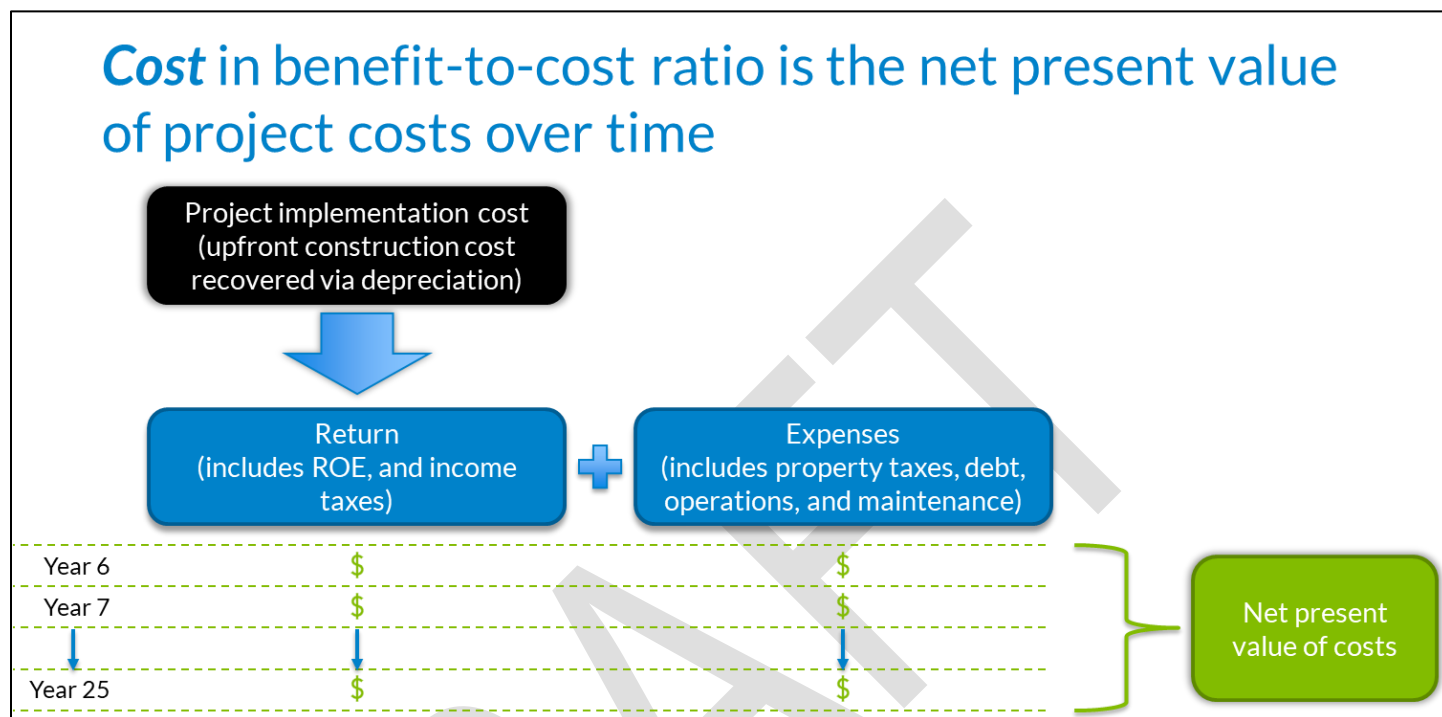 Cost in benefit-to-cost ratio is the net present value
of project costs over time
Project implementation cost
(upfront construction cost
recovered via depreciation)
Return
(includes ROE, and income
taxes)
Expenses
(includes property taxes, debt,
operations, and maintenance)
Year 6
$
$
Year 7
$
$
Year 25
$
$
Net present
value of costs